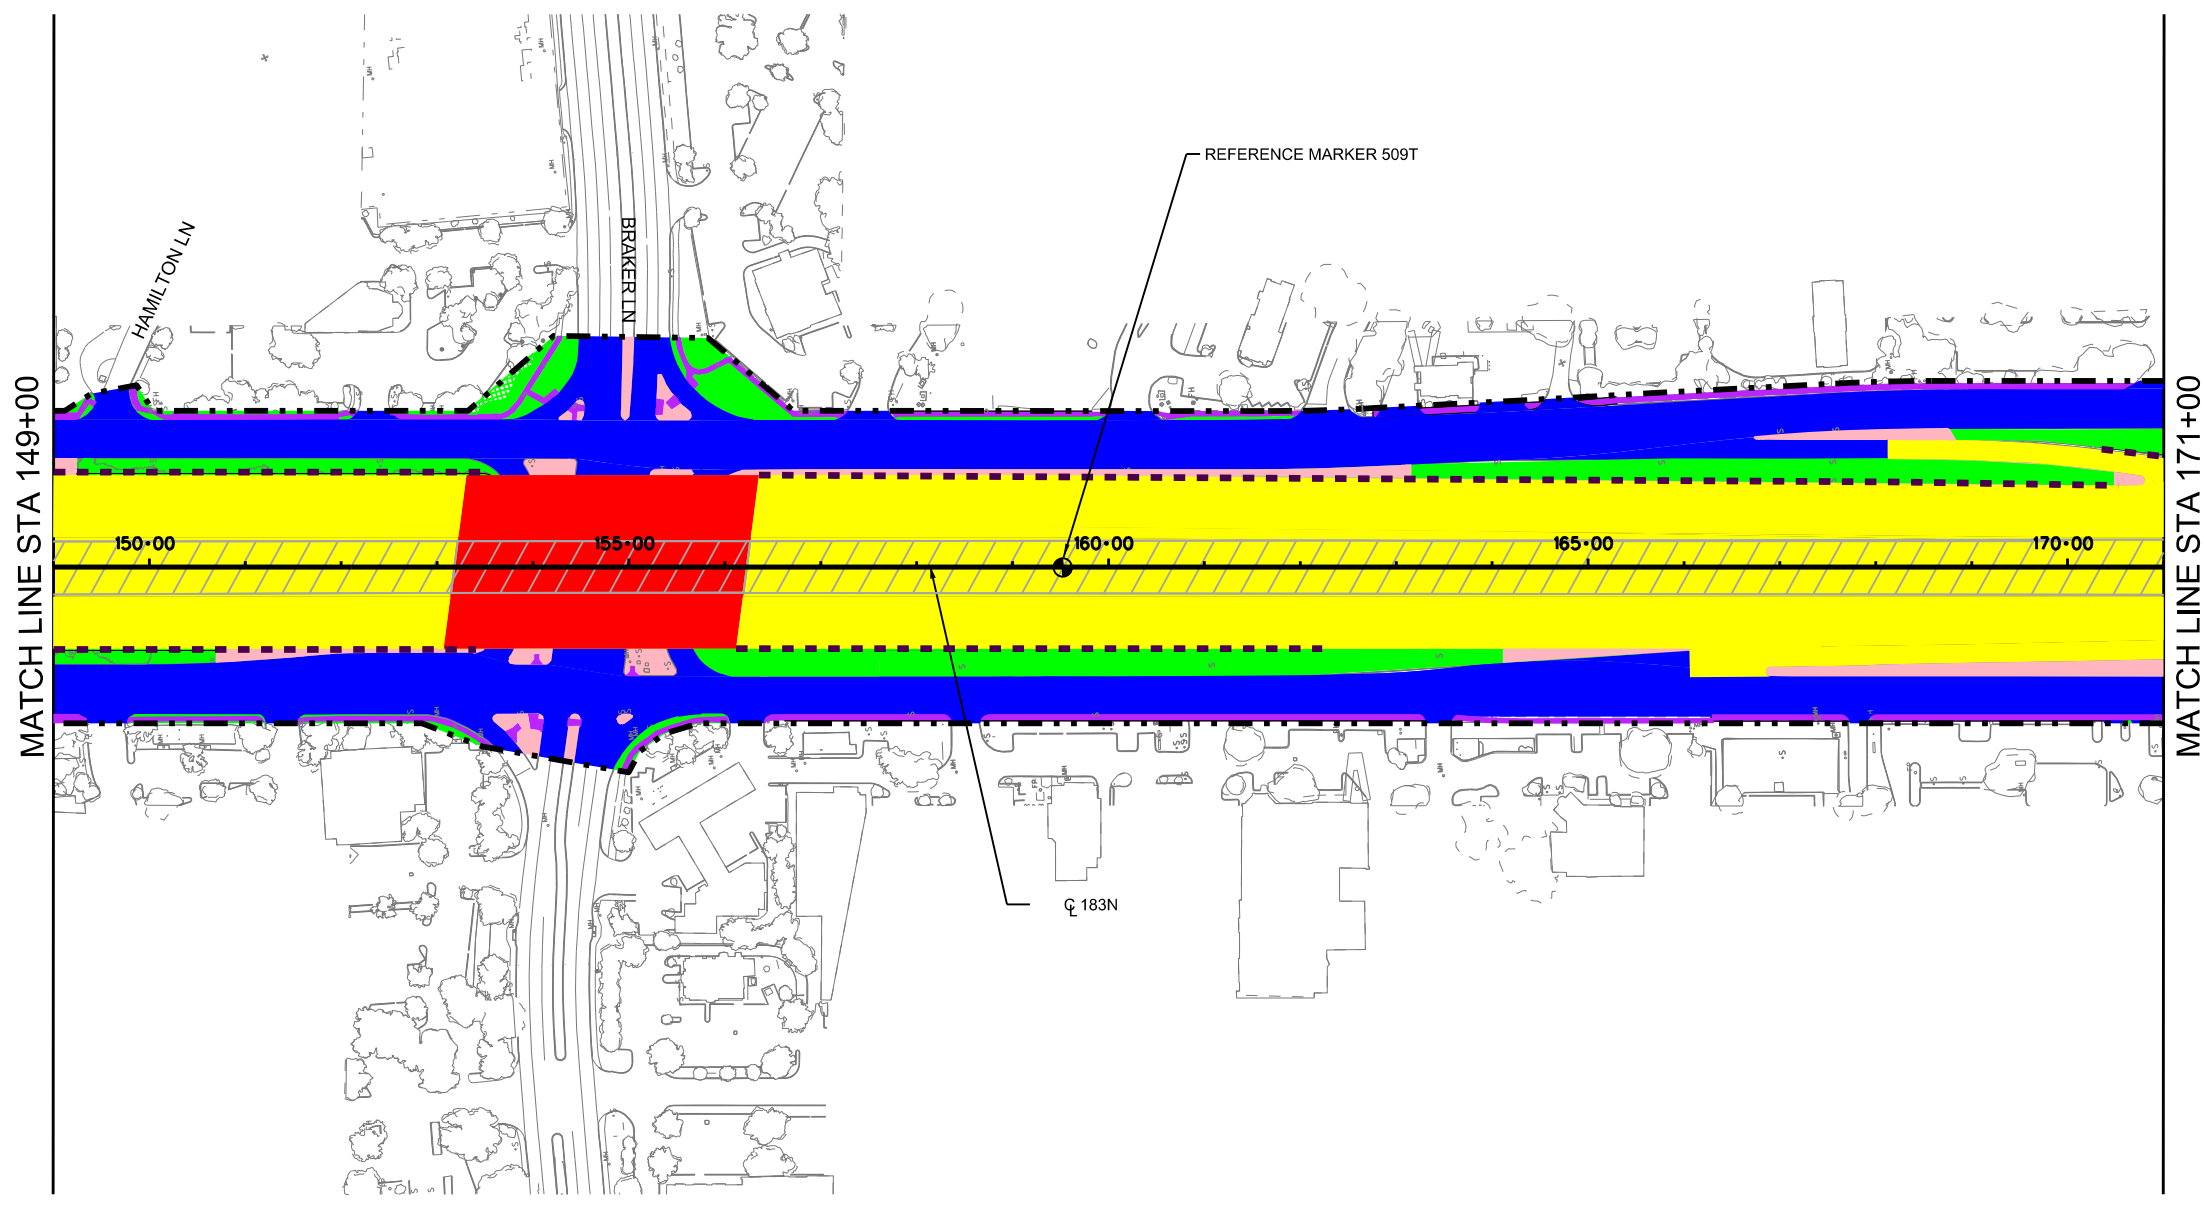 REFERENCE MARKER 509T
HAMILTON LN
BRAKER LN
MATCH LINE STA 149+00
MATCH LINE STA 171+00
150+00
155+00
160+00
165+00
170+00
℄ 183N